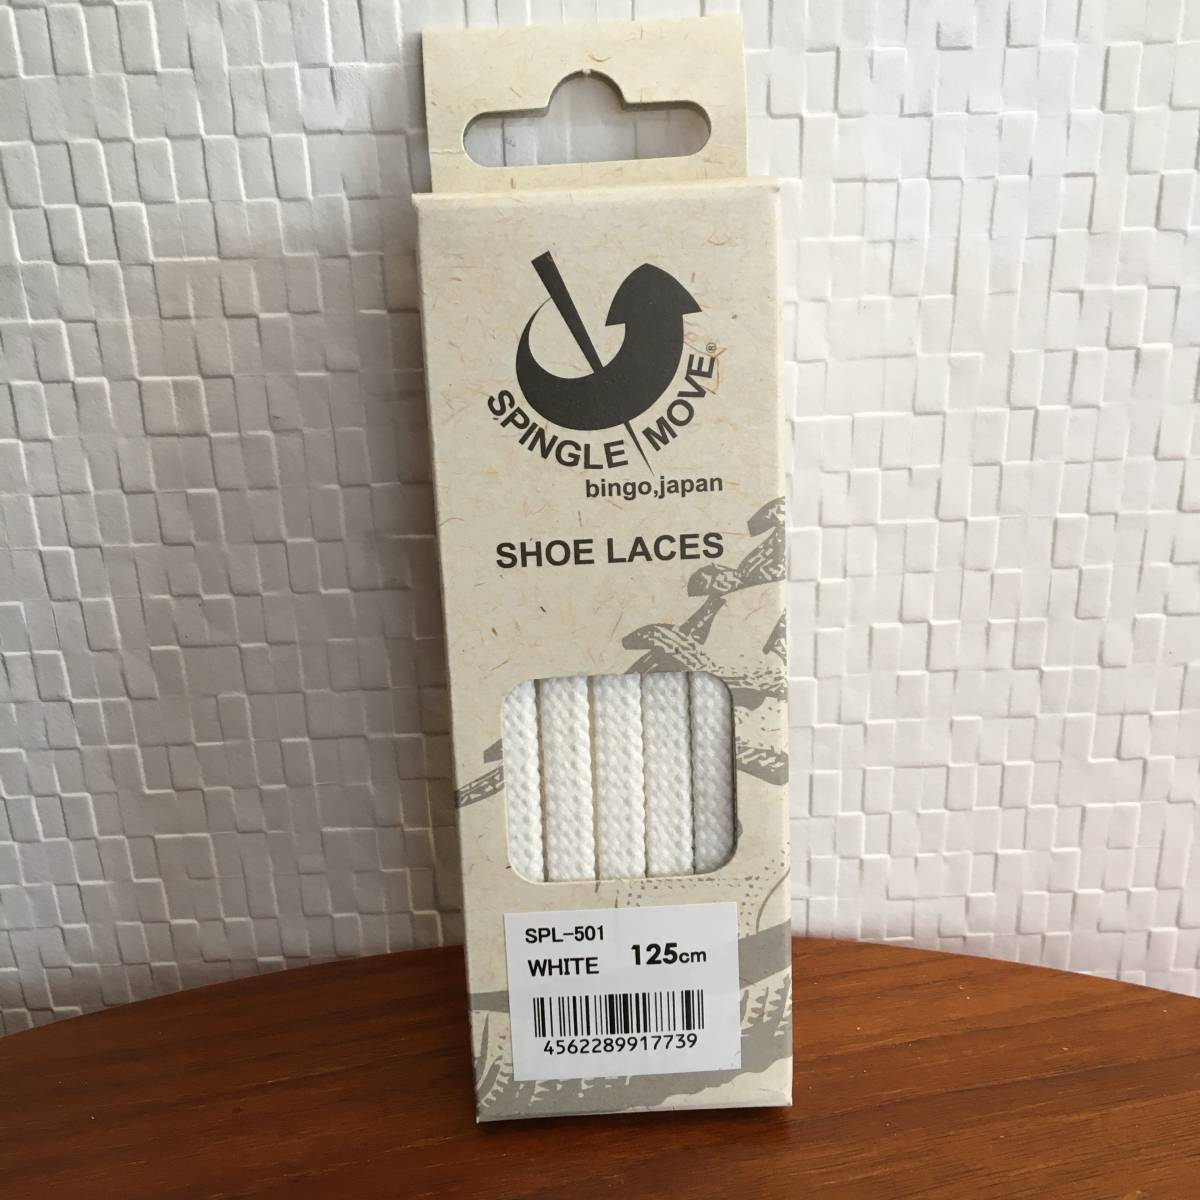 SPINGLE MOVE®
bingo,japan
SHOE LACES
SPL-501
WHITE 125cm
4562289917739